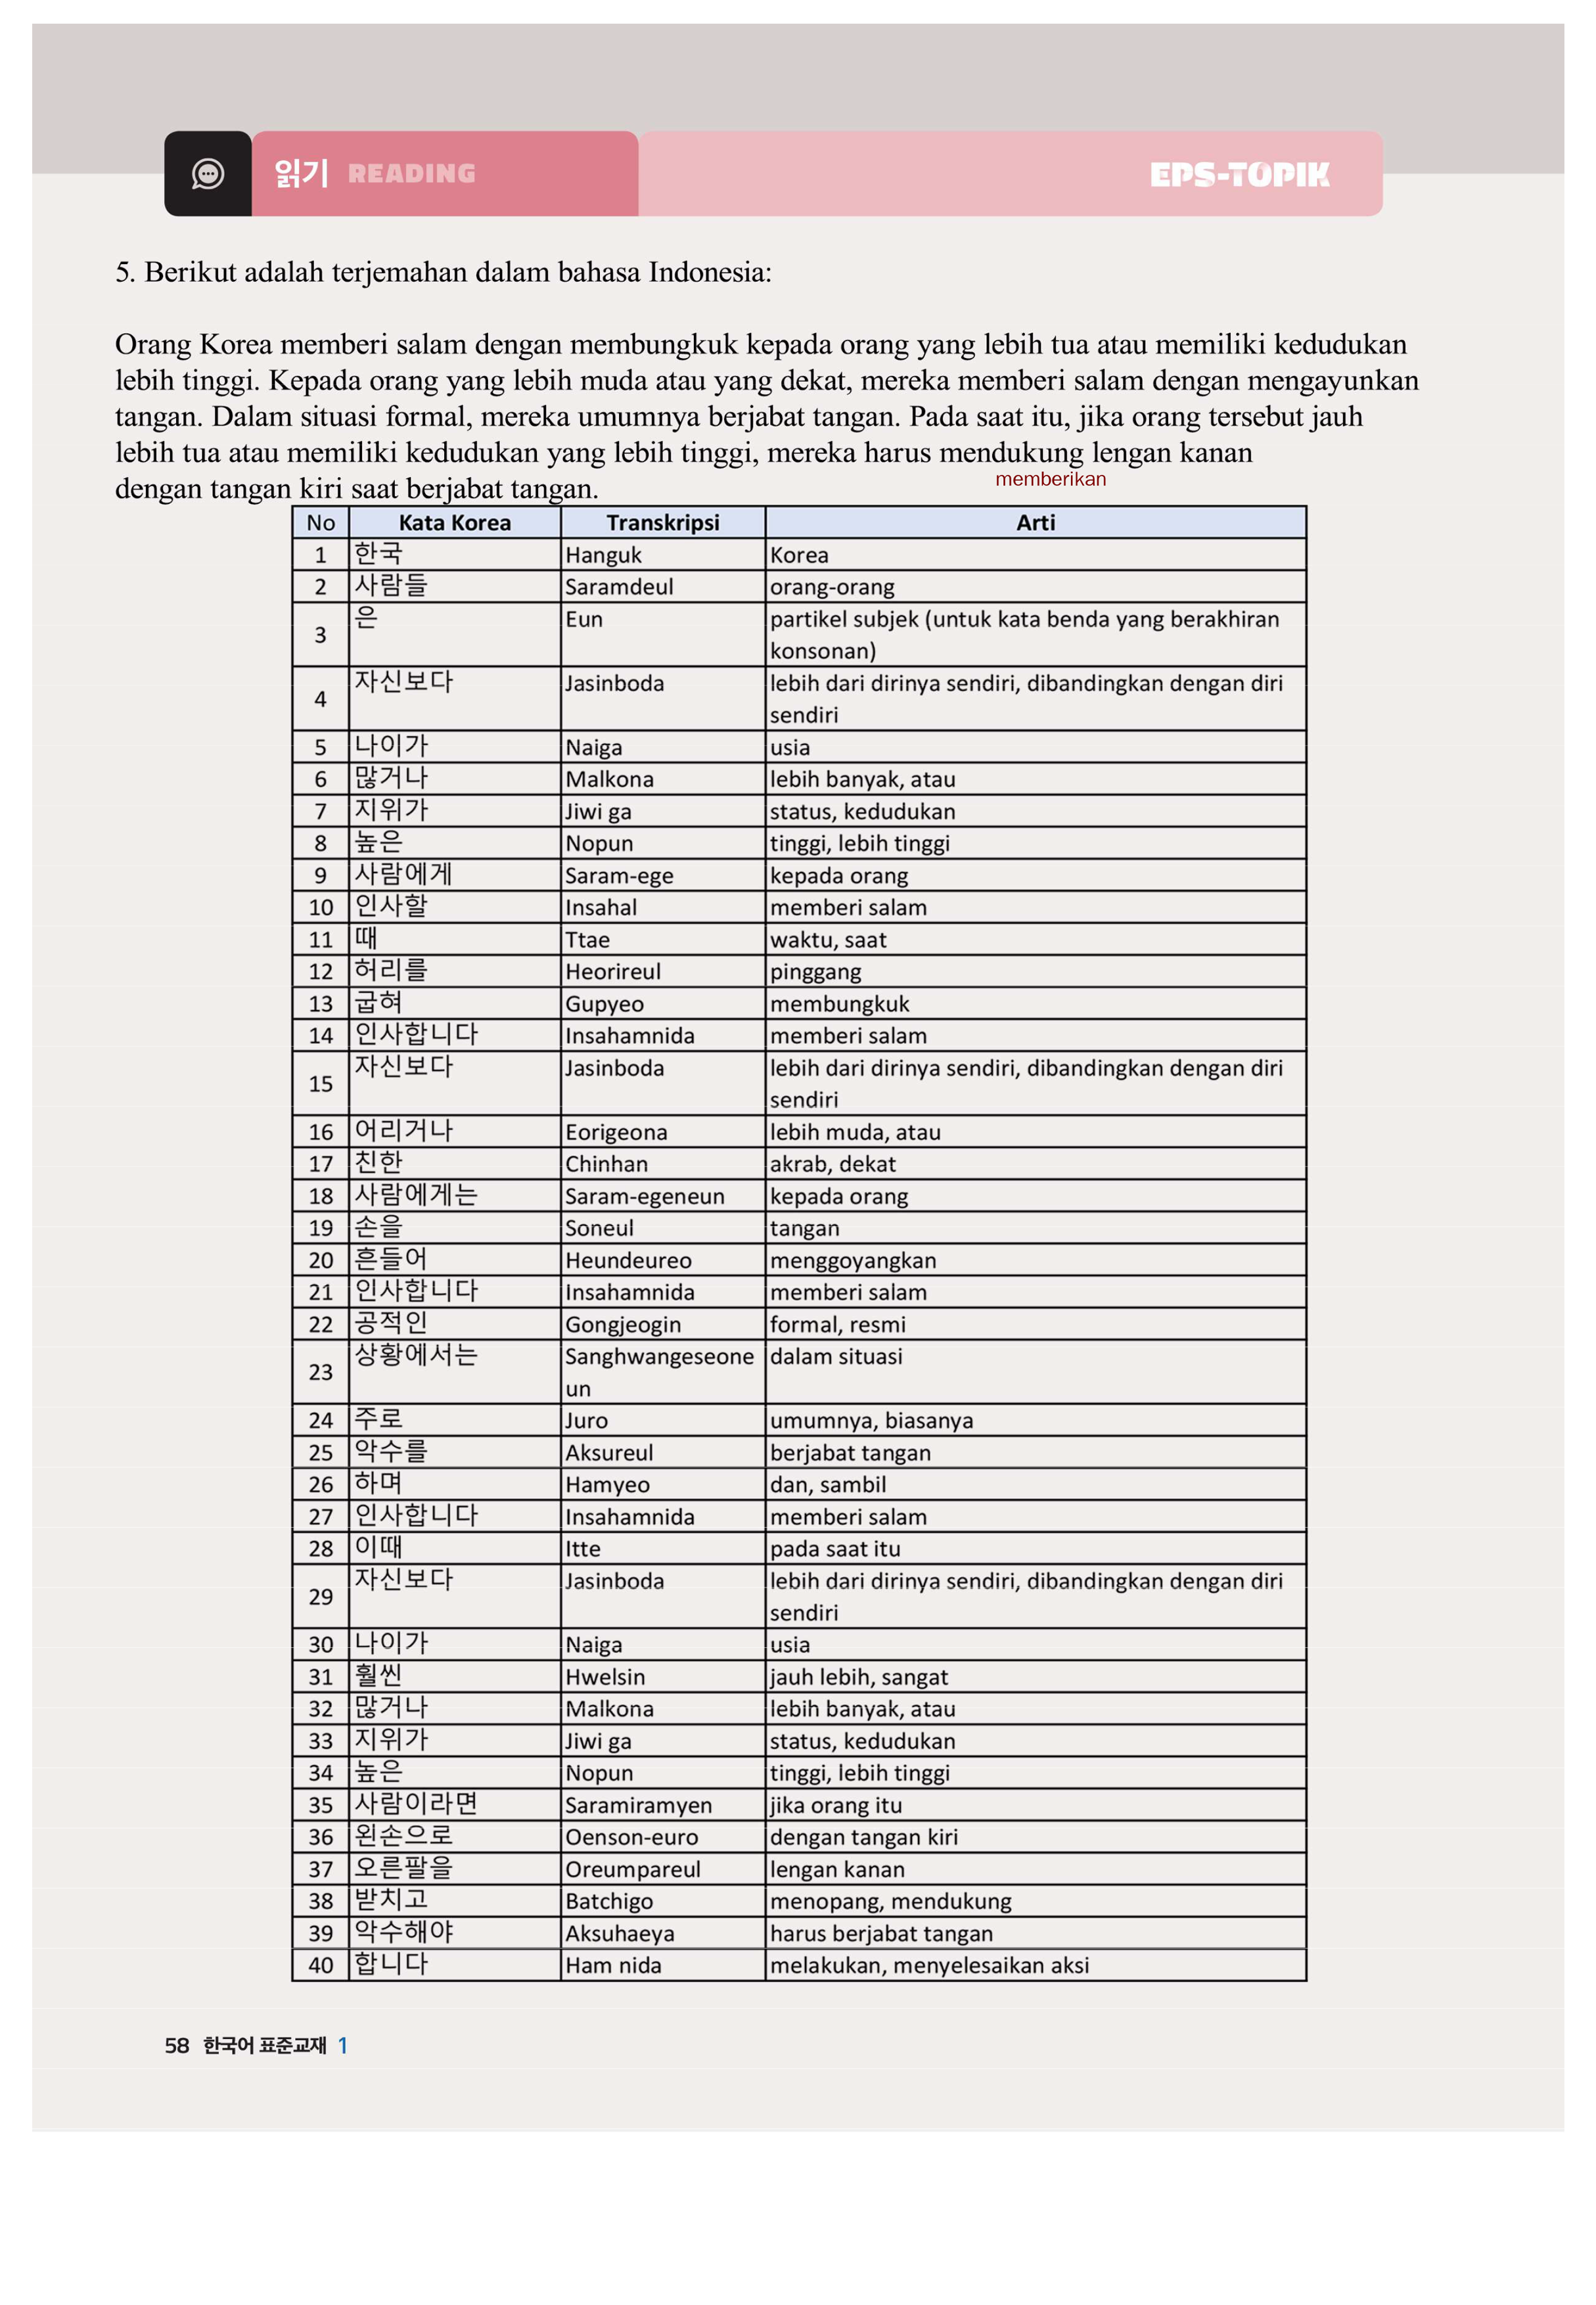 읽기 READING
EPS-TOPIK
5. Berikut adalah terjemahan dalam bahasa Indonesia:
Orang Korea memberi salam dengan membungkuk kepada orang yang lebih tua atau memiliki kedudukan
lebih tinggi. Kepada orang yang lebih muda atau yang dekat, mereka memberi salam dengan mengayunkan
tangan. Dalam situasi formal, mereka umumnya berjabat tangan. Pada saat itu, jika orang tersebut jauh
lebih tua atau memiliki kedudukan yang lebih tinggi, mereka harus mendukung lengan kanan
memberikan
dengan tangan kiri saat berjabat tangan.
No Kata Korea Transkripsi Arti
1 한국 Hanguk Korea
2 사람들 Saramdeul orang-orang
3 은 Eun partikel subjek (untuk kata benda yang berakhiran
konsonan)
4 자신보다 Jasinboda lebih dari dirinya sendiri, dibandingkan dengan diri
sendiri
5 나이가 Naiga usia
6 많거나 Malkona lebih banyak, atau
7 지위가 Jiwi ga status, kedudukan
8 높은 Nopun tinggi, lebih tinggi
9 사람에게 Saram-ege kepada orang
10 인사할 Insahal memberi salam
11 때 Ttae waktu, saat
12 허리를 Heorireul pinggang
13 굽혀 Gupyeo membungkuk
14 인사합니다 Insahamnida memberi salam
15 자신보다 Jasinboda lebih dari dirinya sendiri, dibandingkan dengan diri
sendiri
16 어리거나 Eorigeona lebih muda, atau
17 친한 Chinhan akrab, dekat
18 사람에게는 Saram-egeneun kepada orang
19 손을 Soneul tangan
20 흔들어 Heundeureo menggoyangkan
21 인사합니다 Insahamnida memberi salam
22 공적인 Gongjeogin formal, resmi
23 상황에서는 Sanghwangeseone dalam situasi
un
24 주로 Juro umumnya, biasanya
25 악수를 Aksureul berjabat tangan
26 하며 Hamyeo dan, sambil
27 인사합니다 Insahamnida memberi salam
28 이때 Itte pada saat itu
29 자신보다 Jasinboda lebih dari dirinya sendiri, dibandingkan dengan diri
sendiri
30 나이가 Naiga usia
31 훨씬 Hwelsin jauh lebih, sangat
32 많거나 Malkona lebih banyak, atau
33 지위가 Jiwi ga status, kedudukan
34 높은 Nopun tinggi, lebih tinggi
35 사람이라면 Saramiramyen jika orang itu
36 왼손으로 Oenson-euro dengan tangan kiri
37 오른팔을 Oreumpareul lengan kanan
38 받치고 Batchigo menopang, mendukung
39 악수해야 Aksuhaeya harus berjabat tangan
40 합니다 Ham nida melakukan, menyelesaikan aksi
58 한국어 표준교재 1